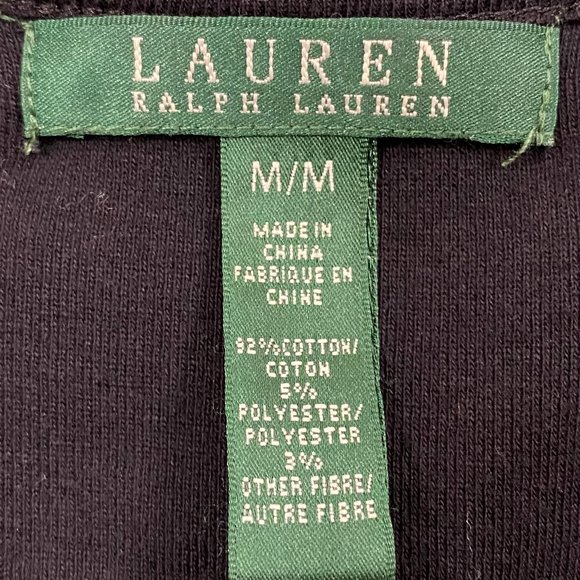 LAUREN
RALPH LAUREN
M/M
MADE IN
CHINA
FABRIQUE EN
CHINE
92%COTTON/
COTON
5%
POLYESTER/
POLYESTER
3%
OTHER FIBRE/
AUTRE FIBRE